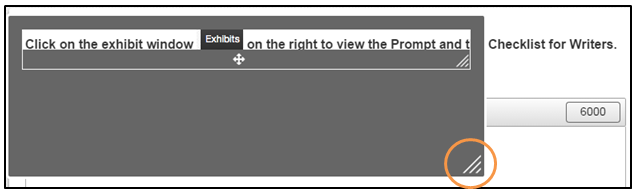 Click on the exhibit window Exhibits on the right to view the Prompt and t Checklist for Writers.
6000